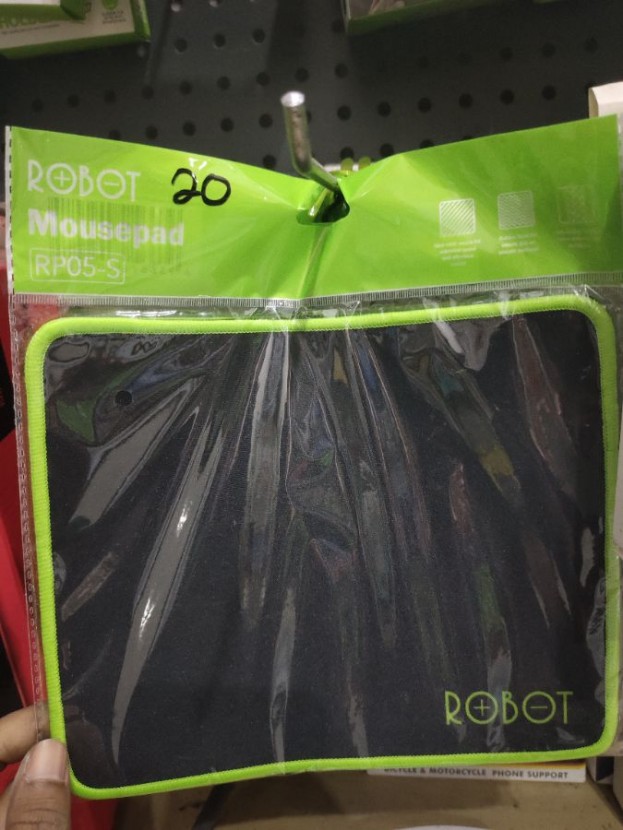 ROBOT 20
Mousepad
RP05-S
ROBOT
BICYCLE & MOTORCYCLE PHONE SUPPORT